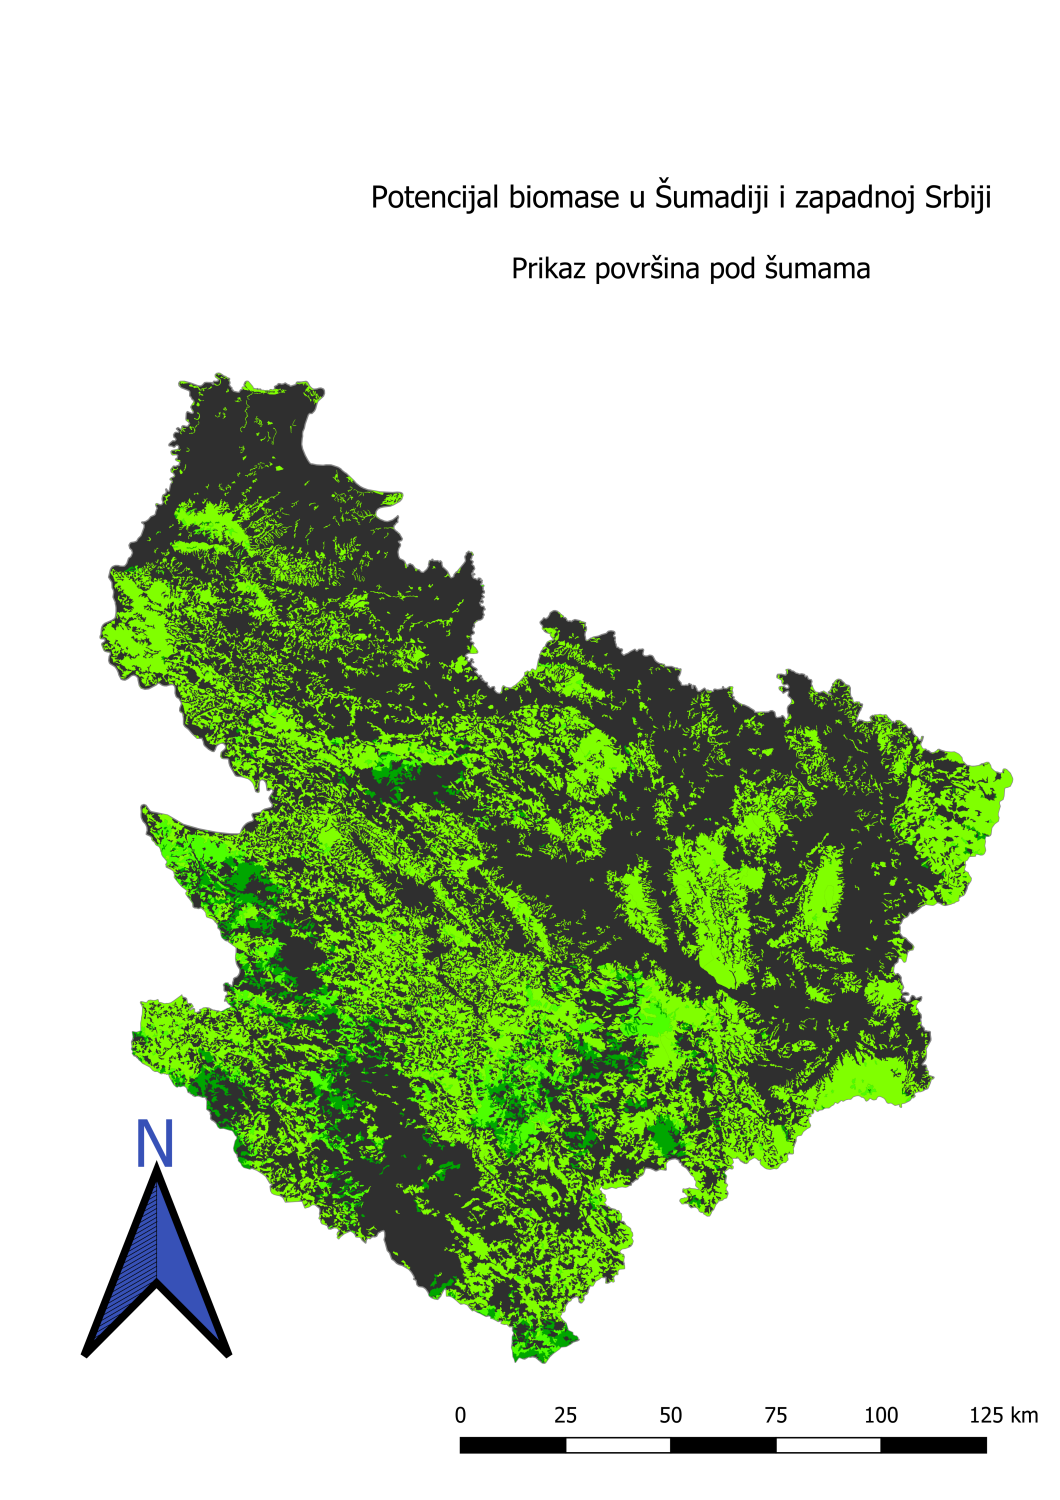 Potencijal biomase u Šumadiji i zapadnoj Srbiji
Prikaz površina pod šumama
N
0 25 50 75 100 125 km